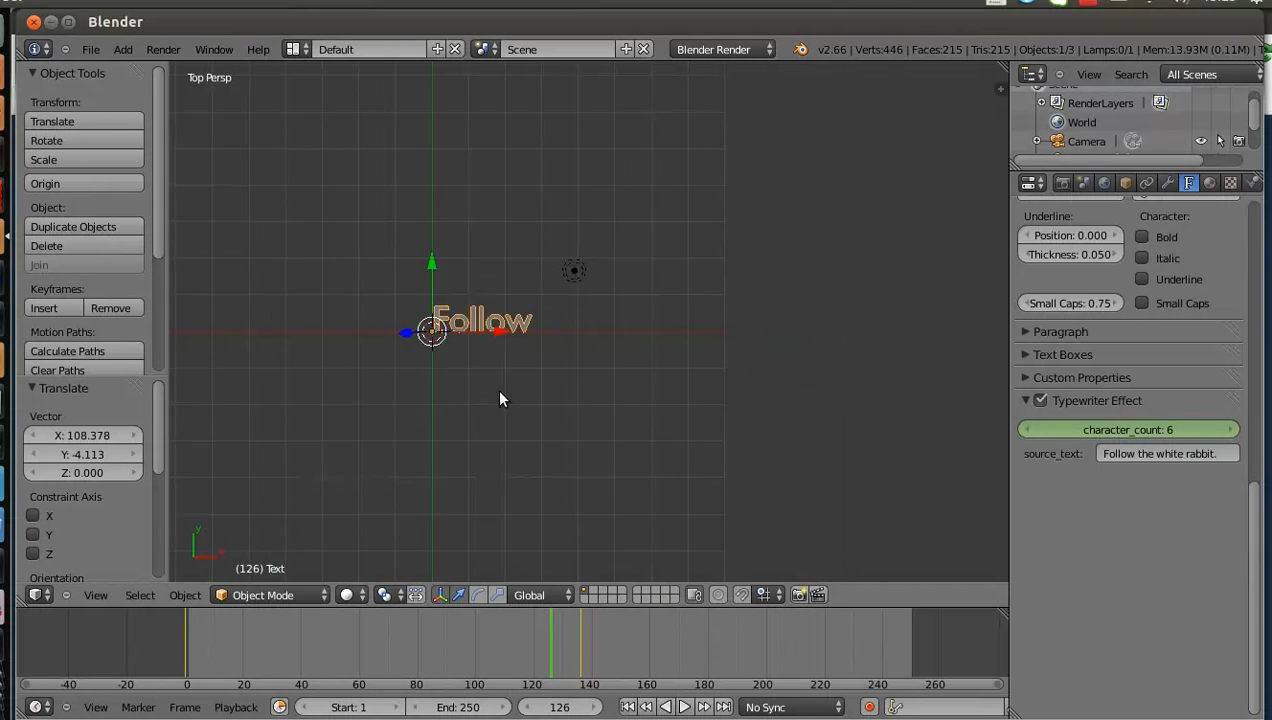 Blender
File Add Render Window Help Default Scene Blender Render v2.66 | Verts:446 | Faces:215 | Tris:215 | Objects:1/3 | Lamps:0/1 | Mem:13.93M (0.11M) | T
Object Tools
Transform:
Translate
Rotate
Scale
Origin
Object:
Duplicate Objects
Delete
Join
Keyframes:
Insert Remove
Motion Paths:
Calculate Paths
Clear Paths
Translate
Vector
X: 108.378
Y: -4.113
Z: 0.000
Constraint Axis
X
Y
Z
Orientation
Top Persp
Follow
y
x
(126) Text
View Select Object Object Mode Global
-40 -20 0 20 40 60 80 100 120 140 160 180 200 220 240 260
View Marker Frame Playback Start: 1 End: 250 126 No Sync
View Search All Scenes
RenderLayers
World
Camera
F
Underline: Character:
Position: 0.000 Bold
Thickness: 0.050 Italic
Underline
Small Caps: 0.75 Small Caps
Paragraph
Text Boxes
Custom Properties
Typewriter Effect
character_count: 6
source_text: Follow the white rabbit.